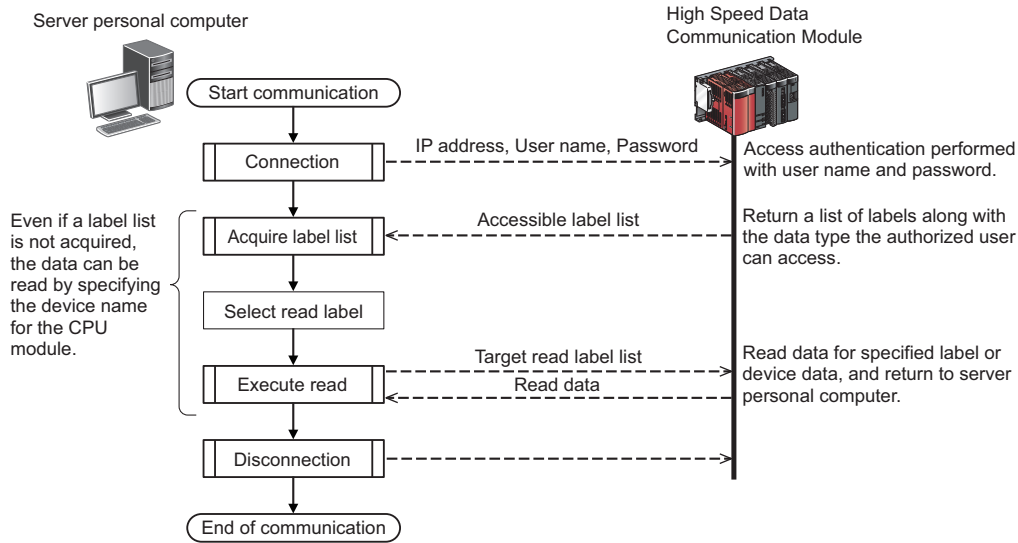 Server personal computer
High Speed Data
Communication Module
Start communication
Connection
IP address, User name, Password
Access authentication performed
with user name and password.
Even if a label list
is not acquired,
the data can be
read by specifying
the device name
for the CPU
module.
Acquire label list
Accessible label list
Return a list of labels along with
the data type the authorized user
can access.
Select read label
Execute read
Target read label list
Read data
Read data for specified label or
device data, and return to server
personal computer.
Disconnection
End of communication